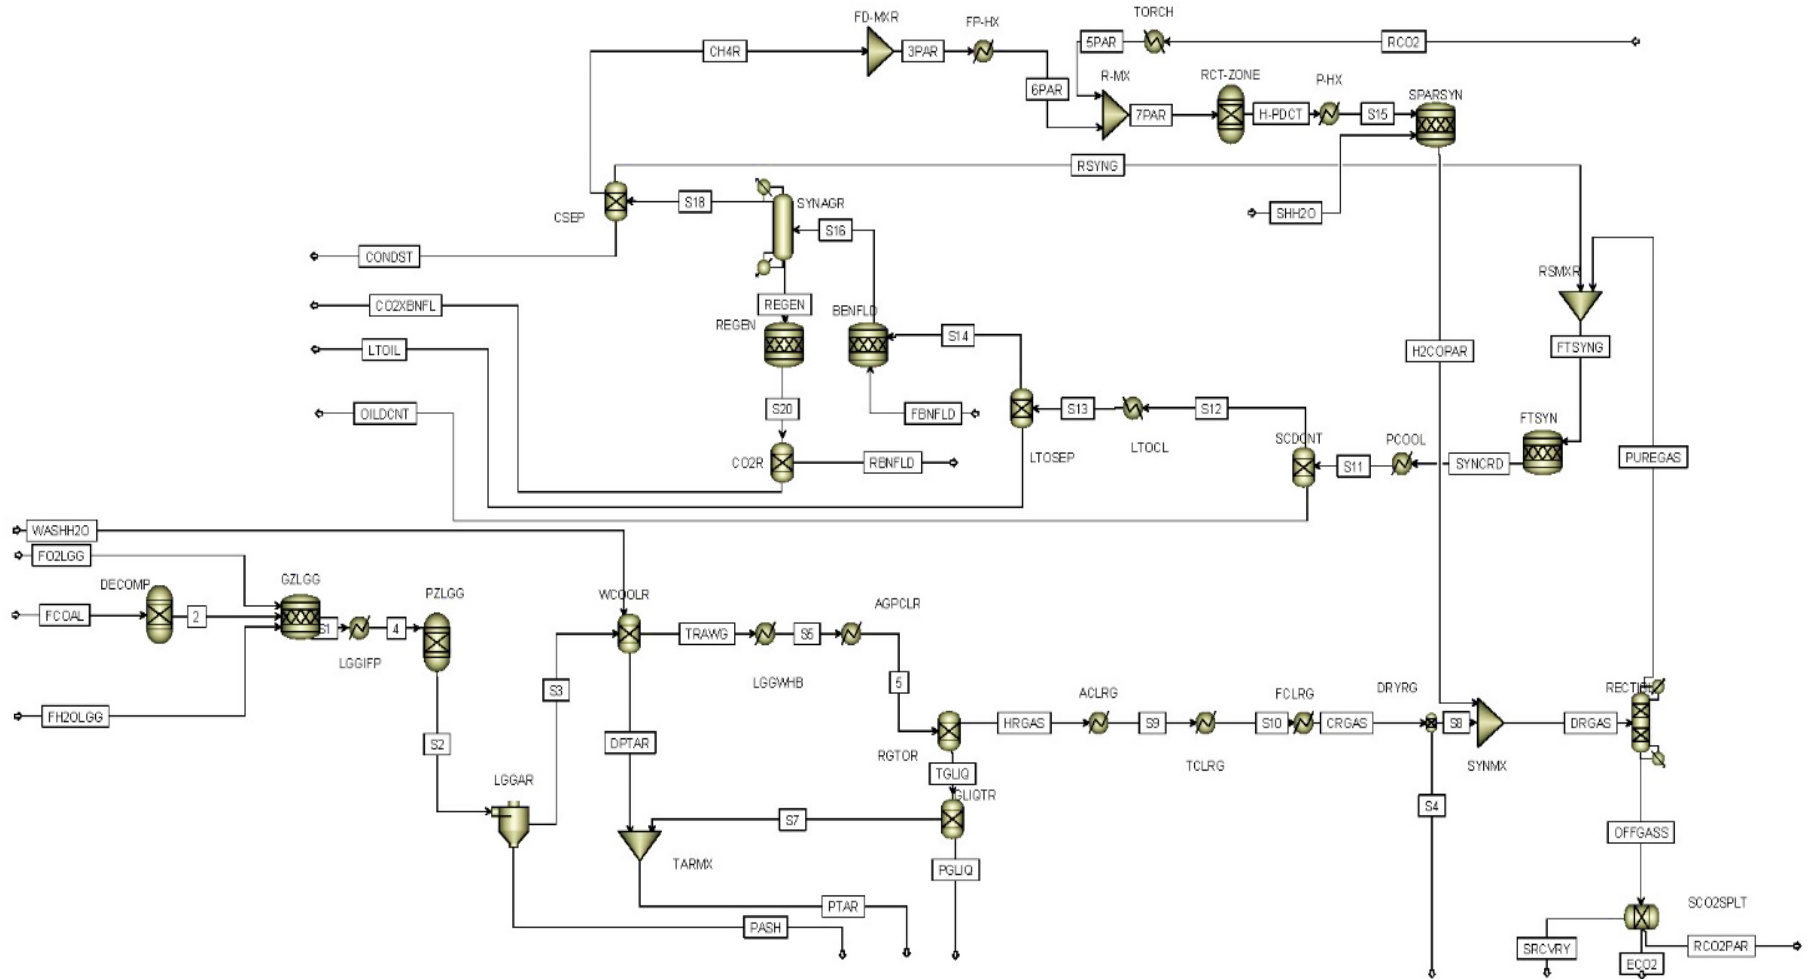 FD-MXR
FP-HX
TORCH
CH4R
3PAR
5PAR
RCO2
R-MX
RCT-ZONE
P-HX
SPARSYN
6PAR
7PAR
H-PDCT
S15
RSYNG
CSEP
S18
SYNAGR
S16
SHH2O
CONDST
RSMXR
CO2XBNFL
REGEN
REGEN
BENFLD
S14
LTOIL
H2COPAR
FTSYNG
OILDCNT
S20
FBNFLD
S13
S12
LTOCL
SCDCNT
PCOOL
FTSYN
CO2R
RBNFLD
LTOSEP
S11
SYNCRD
PUREGAS
WASHH2O
FO2LGG
DECOMP
GZLGG
PZLGG
WCOOLR
AGPCLR
FCOAL
2
S1
4
LGGIFP
TRAWG
S6
LGGWHB
5
S3
FH2OLGG
S2
DPTAR
RGTOR
HRGAS
ACLRG
S9
TCLRG
S10
FCLRG
CRGAS
DRYRG
S8
SYNMX
DRGAS
LGGAR
TGLIQ
GLIQTR
S7
S4
TARMX
PGLIQ
OFFGASS
PTAR
PASH
SCO2SPLT
SRCVRY
ECO2
RCO2PAR